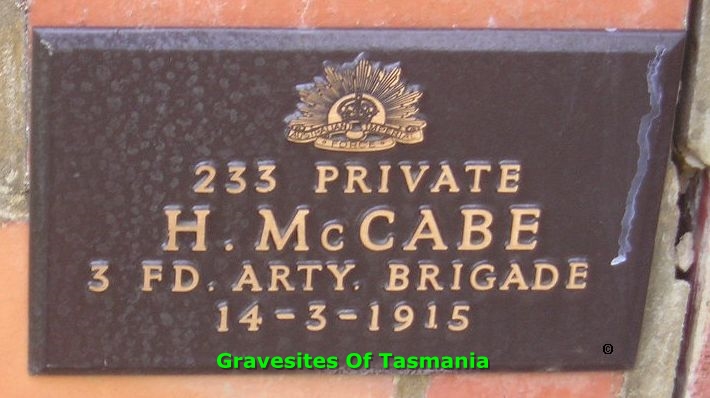 AUSTRALIAN IMPERIAL
FORCE
233 PRIVATE
H. McCABE
3 FD. ARTY. BRIGADE
14-3-1915
©
Gravesites Of Tasmania